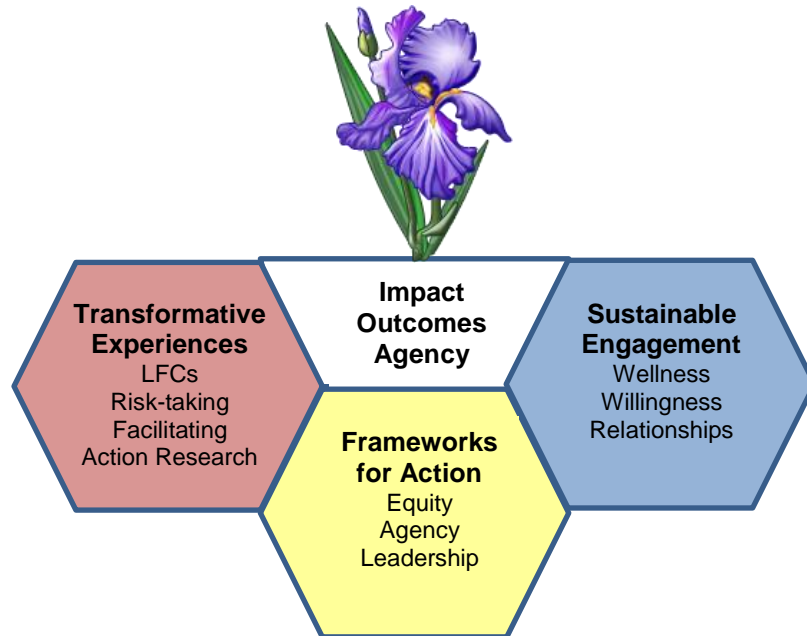 Transformative
Experiences
LFCs
Risk-taking
Facilitating
Action Research
Impact
Outcomes
Agency
Sustainable
Engagement
Wellness
Willingness
Relationships
Frameworks
for Action
Equity
Agency
Leadership